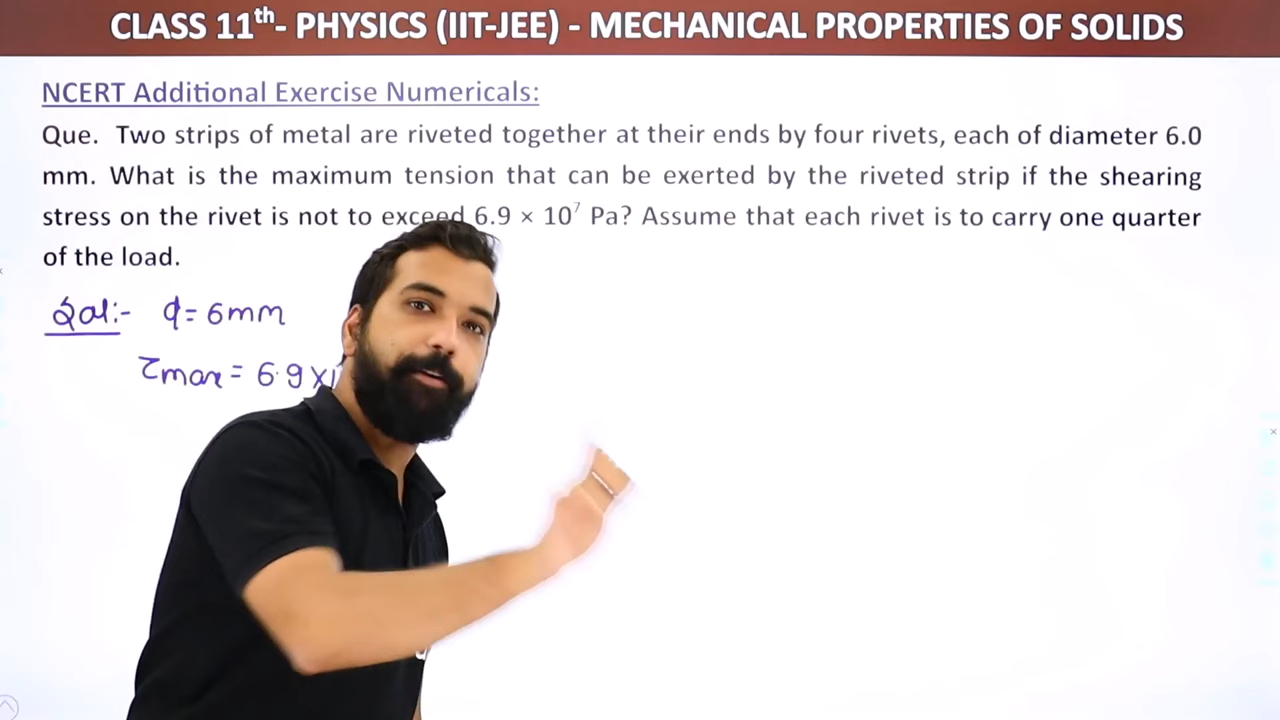 CLASS 11th- PHYSICS (IIT-JEE) - MECHANICAL PROPERTIES OF SOLIDS
NCERT Additional Exercise Numericals:
Que. Two strips of metal are riveted together at their ends by four rivets, each of diameter 6.0
mm. What is the maximum tension that can be exerted by the riveted strip if the shearing
stress on the rivet is not to exceed 6.9 × 10⁷ Pa? Assume that each rivet is to carry one quarter
of the load.
Sol:- d = 6mm
τmax = 6.9 ×